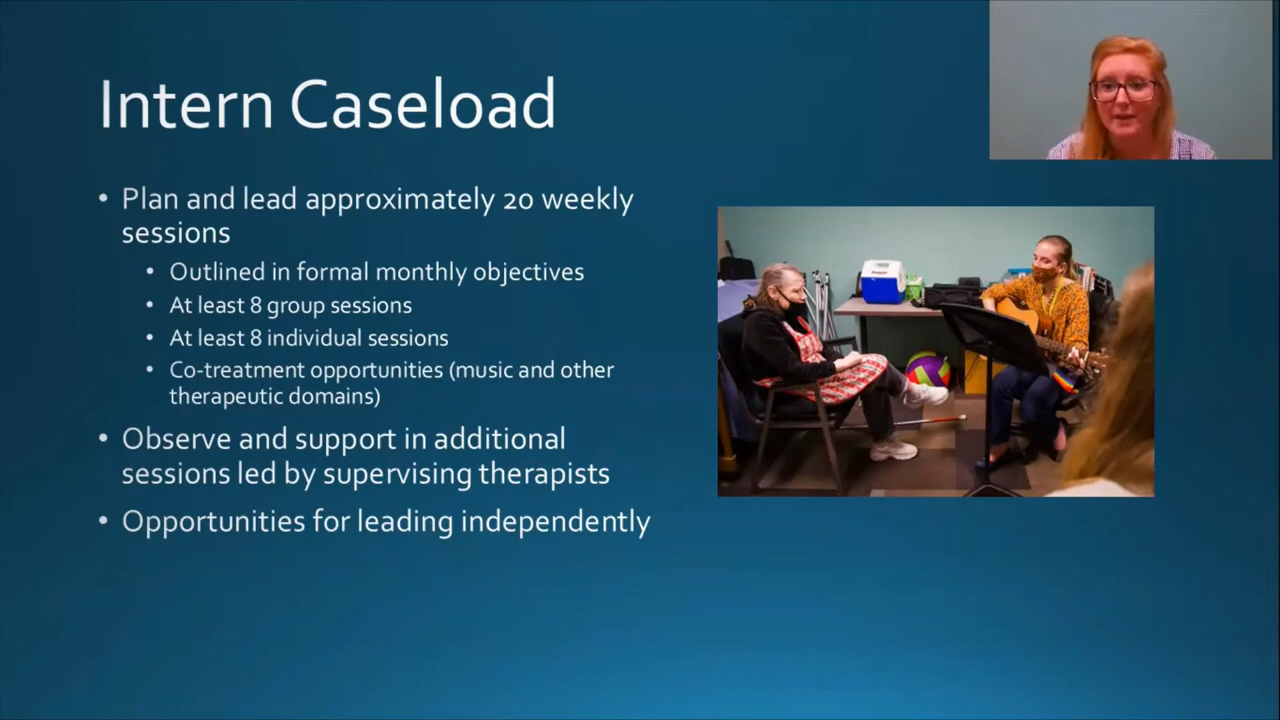 Intern Caseload
• Plan and lead approximately 20 weekly
sessions
• Outlined in formal monthly objectives
• At least 8 group sessions
• At least 8 individual sessions
• Co-treatment opportunities (music and other
therapeutic domains)
• Observe and support in additional
sessions led by supervising therapists
• Opportunities for leading independently